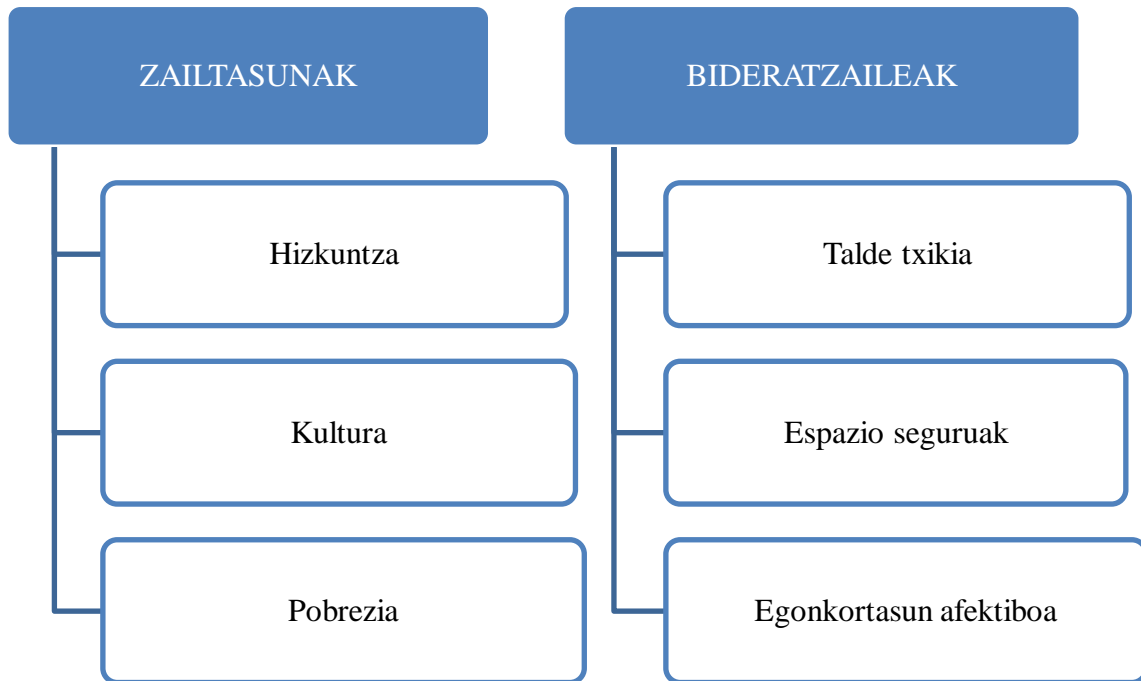 ZAILTASUNAK
Hizkuntza
Kultura
Pobrezia
BIDERATZAILEAK
Talde txikia
Espazio seguruak
Egonkortasun afektiboa